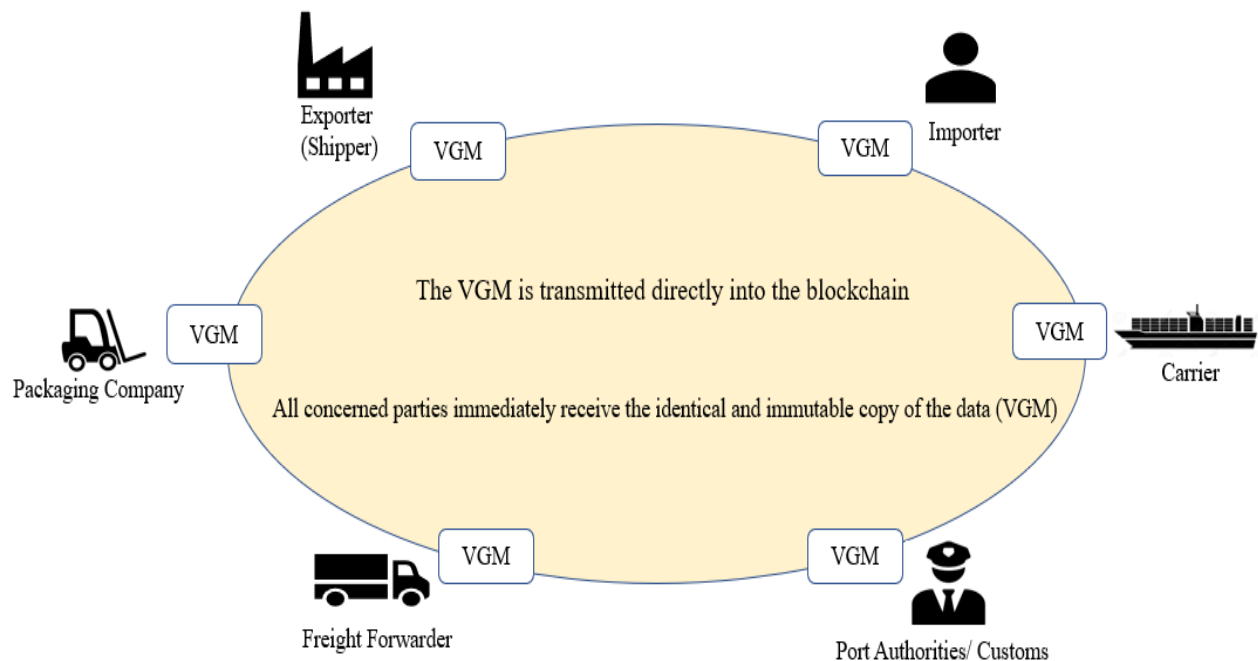 Exporter
(Shipper)
VGM
VGM
Importer
The VGM is transmitted directly into the blockchain
VGM
Packaging Company
VGM
Carrier
All concerned parties immediately receive the identical and immutable copy of the data (VGM)
VGM
Freight Forwarder
VGM
Port Authorities/ Customs